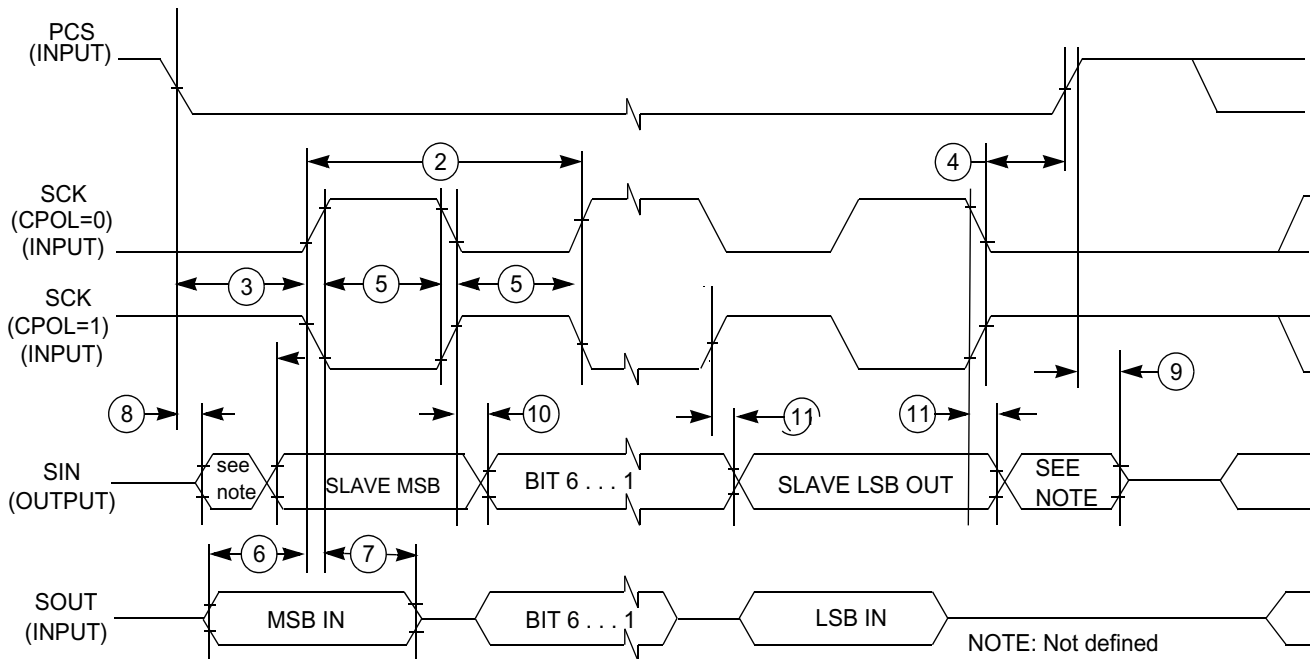 PCS
(INPUT)
2
4
SCK
(CPOL=0)
(INPUT)
3
5
5
SCK
(CPOL=1)
(INPUT)
9
8
10
11
11
SIN
(OUTPUT)
see
note
SLAVE MSB
BIT 6 . . . 1
SLAVE LSB OUT
SEE
NOTE
6
7
SOUT
(INPUT)
MSB IN
BIT 6 . . . 1
LSB IN
NOTE: Not defined